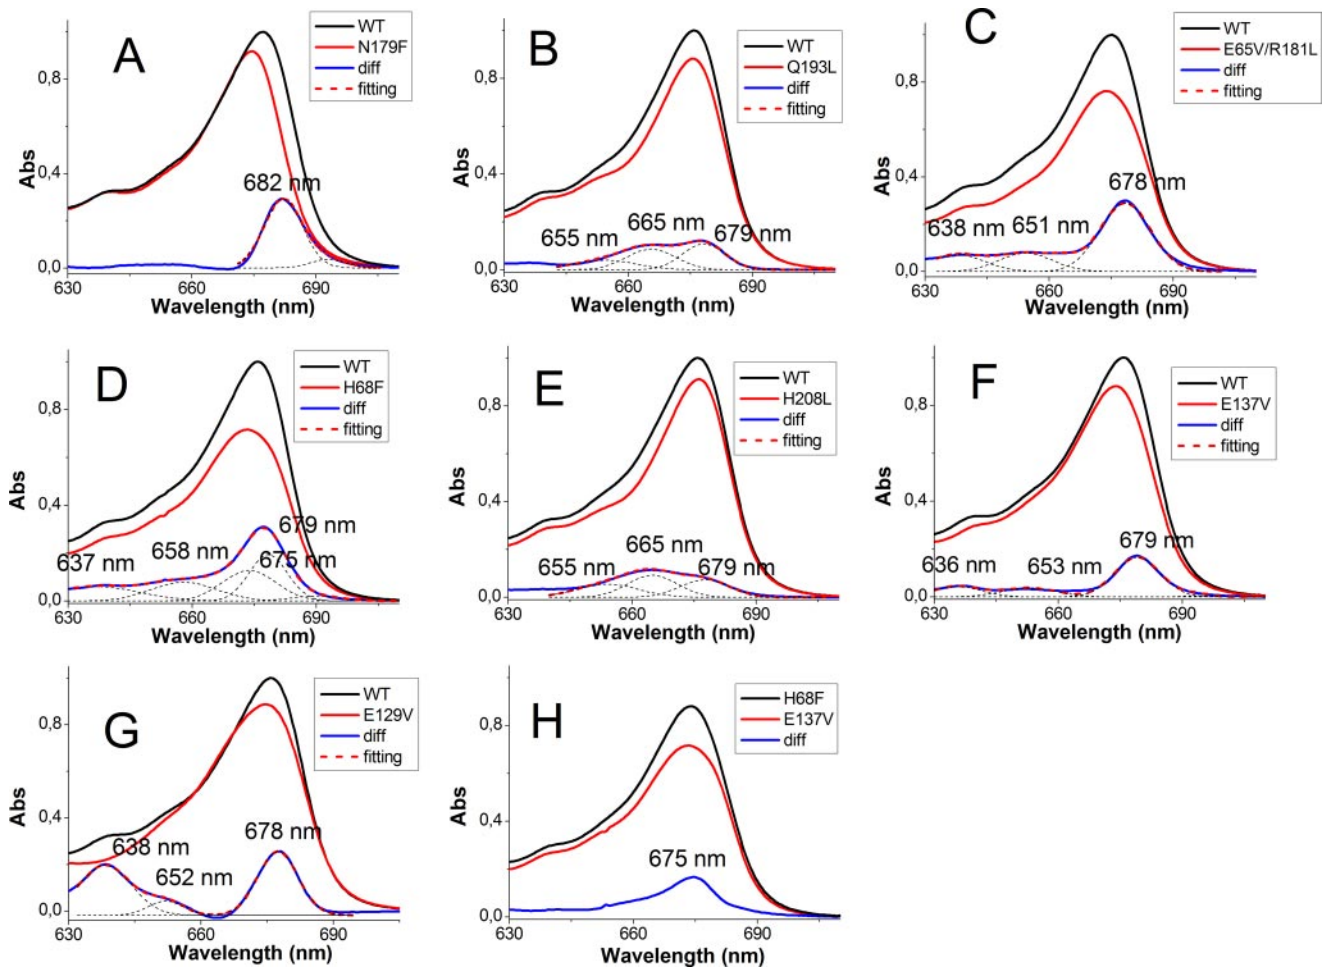 A
WT
N179F
diff
fitting
0,8
0,4
0,0
Abs
682 nm
630 660 690
Wavelength (nm)
B
WT
Q193L
diff
fitting
0,8
0,4
0,0
Abs
655 nm 665 nm 679 nm
630 660 690
Wavelength (nm)
C
WT
E65V/R181L
diff
fitting
0,8
0,4
0,0
Abs
638 nm 651 nm 678 nm
630 660 690
Wavelength (nm)
D
WT
H68F
diff
fitting
0,8
0,4
0,0
Abs
637 nm 658 nm 679 nm
675 nm
630 660 690
Wavelength (nm)
E
WT
H208L
diff
fitting
0,8
0,4
0,0
Abs
655 nm 665 nm 679 nm
630 660 690
Wavelength (nm)
F
WT
E137V
diff
fitting
0,8
0,4
0,0
Abs
636 nm 653 nm 679 nm
630 660 690
Wavelength (nm)
G
WT
E129V
diff
fitting
0,8
0,4
0,0
Abs
638 nm 652 nm 678 nm
630 660 690
Wavelength (nm)
H
H68F
E137V
diff
0,8
0,4
0,0
Abs
675 nm
630 660 690
Wavelength (nm)